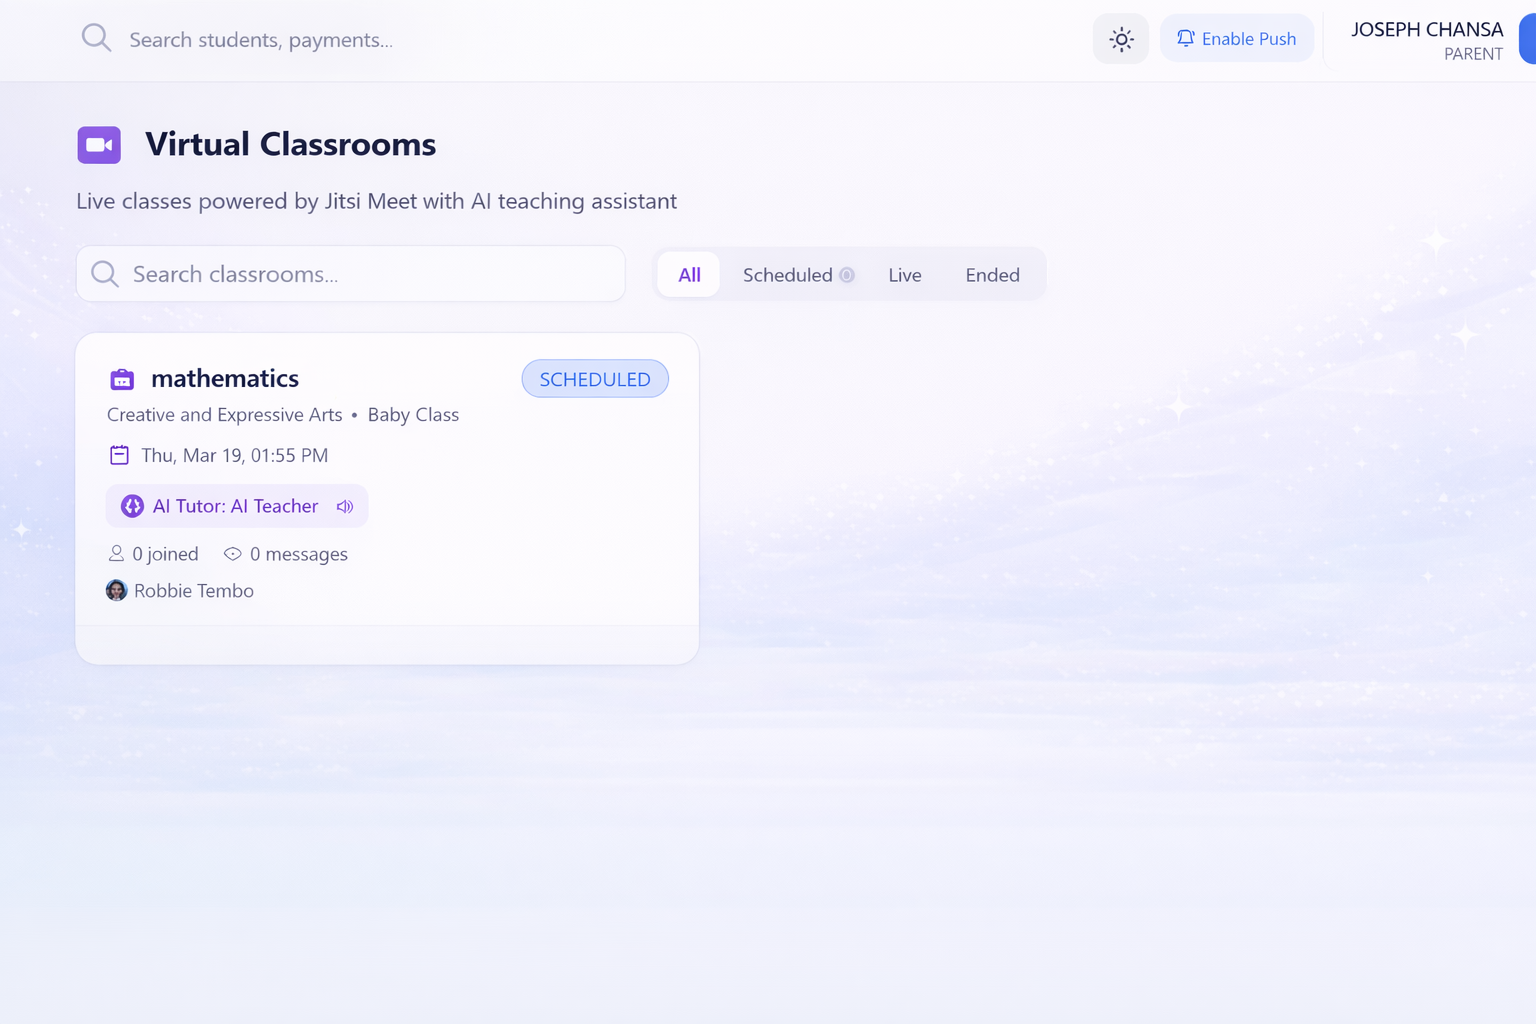 Search students, payments...
Enable Push
JOSEPH CHANSA
PARENT
Virtual Classrooms
Live classes powered by Jitsi Meet with AI teaching assistant
Search classrooms...
All
Scheduled
Live
Ended
mathematics
SCHEDULED
Creative and Expressive Arts • Baby Class
Thu, Mar 19, 01:55 PM
AI Tutor: AI Teacher
0 joined
0 messages
Robbie Tembo